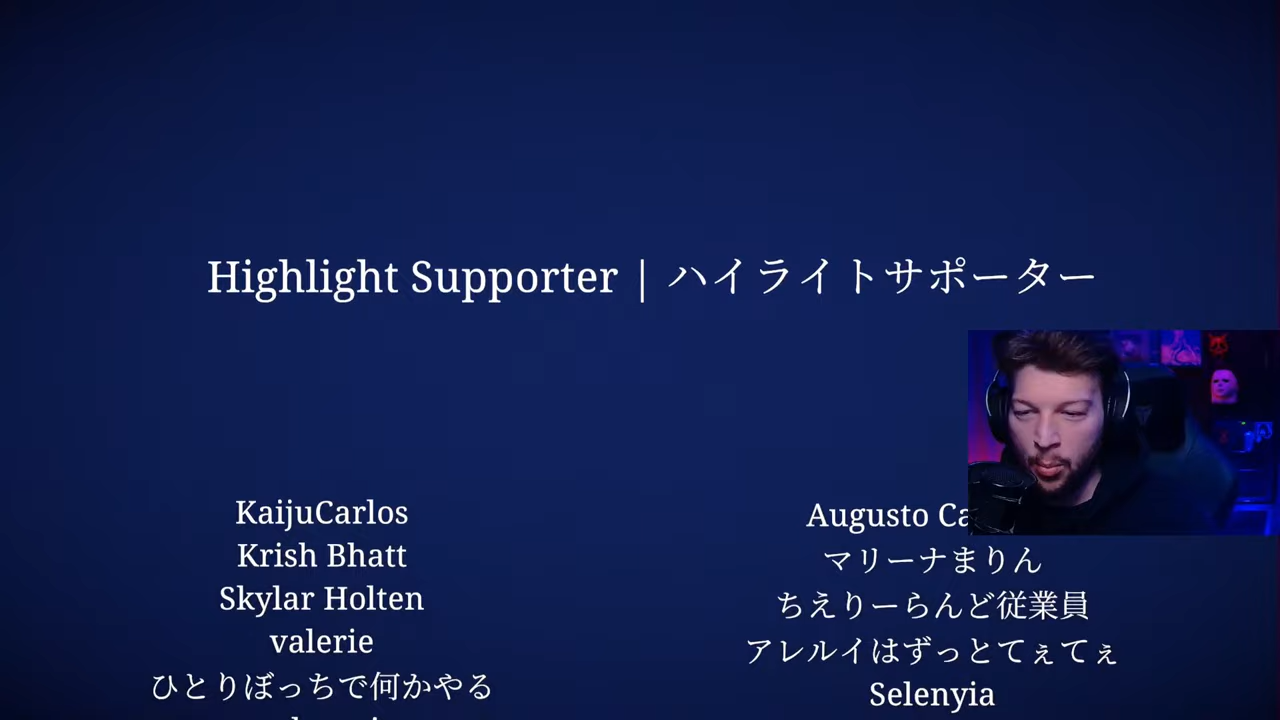 Highlight Supporter | ハイライトサポーター
KaijuCarlos
Krish Bhatt
Skylar Holten
valerie
ひとりぼっちで何かやる
Augusto
マリーナまりん
ちえりーらんど従業員
アレルイはずっとてぇてぇ
Selenyia